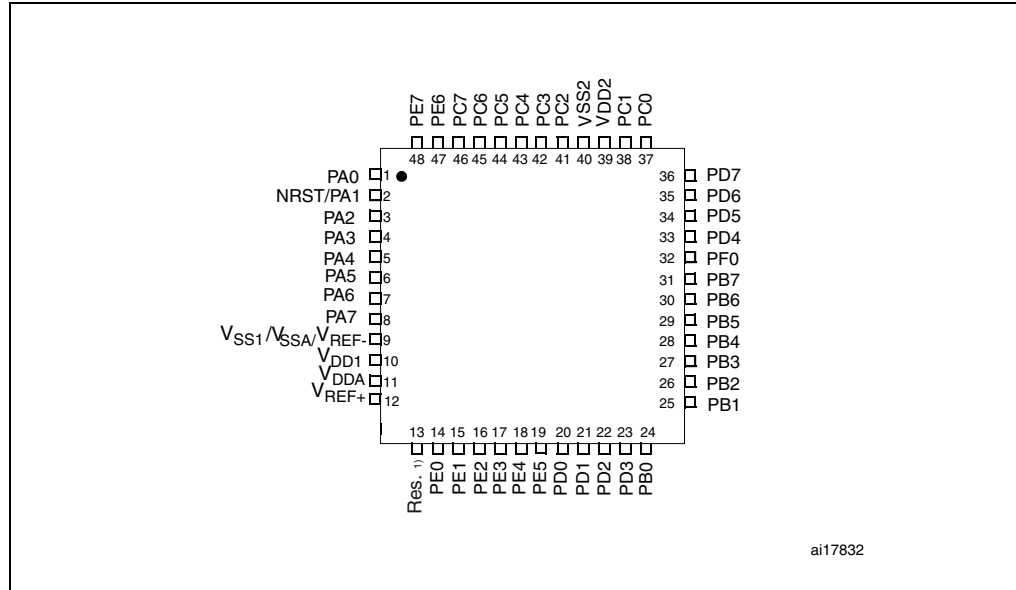 PE7 PE6 PC7 PC6 PC5 PC4 PC3 PC2 VSS2 VDD2 PC1 PC0
48 47 46 45 44 43 42 41 40 39 38 37
PA0 1 36 PD7
NRST/PA1 2 35 PD6
PA2 3 34 PD5
PA3 4 33 PD4
PA4 5 32 PF0
PA5 6 31 PB7
PA6 7 30 PB6
PA7 8 29 PB5
VSS1/VSSA/VREF- 9 28 PB4
VDD1 10 27 PB3
VDDA 11 26 PB2
VREF+ 12 25 PB1
13 14 15 16 17 18 19 20 21 22 23 24
Res. 1) PE0 PE1 PE2 PE3 PE4 PE5 PD0 PD1 PD2 PD3 PB0
ai17832